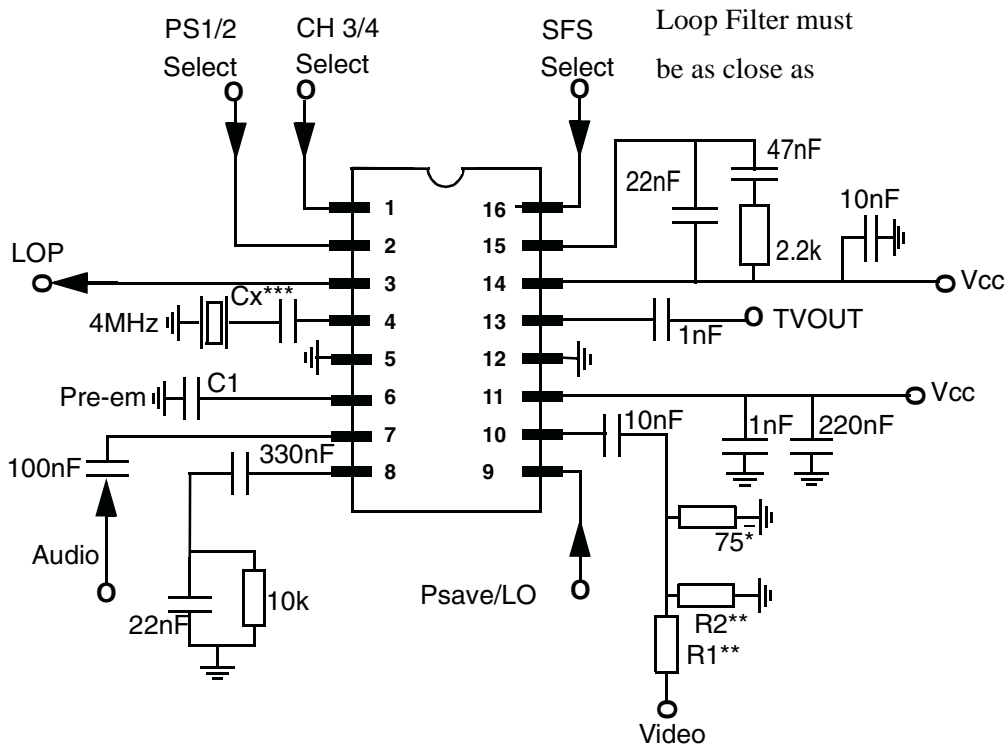 PS1/2
Select
CH 3/4
Select
SFS
Select
Loop Filter must
be as close as
47nF
22nF
10nF
2.2k
1
16
2
15
LOP
3
14
Vcc
Cx***
4MHz
4
13
1nF
TVOUT
5
12
Pre-em
C1
6
11
Vcc
7
10
10nF
1nF
220nF
100nF
330nF
8
9
75*
Audio
22nF
10k
Psave/LO
R2**
R1**
Video